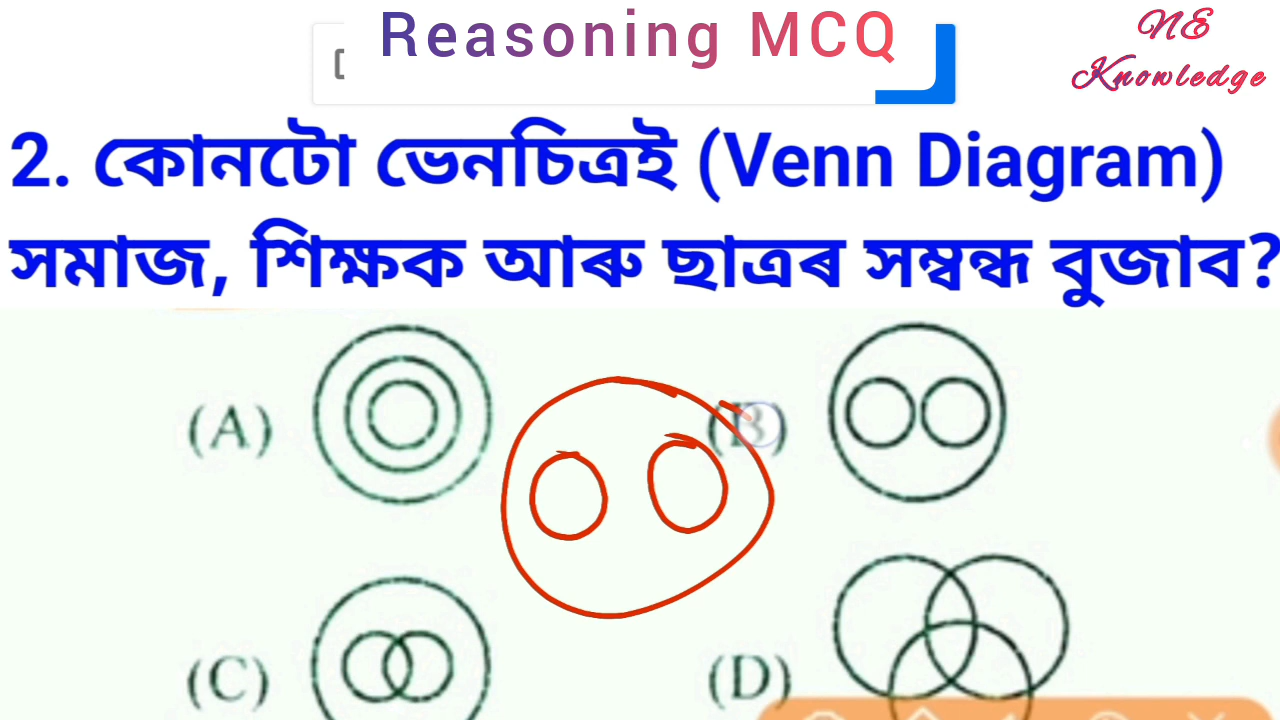 Reasoning MCQ
NE
Knowledge
2. কোনটো ভেনচিত্ৰই (Venn Diagram)
সমাজ, শিক্ষক আৰু ছাত্ৰৰ সম্বন্ধ বুজাব?
(A)
(B)
(C)
(D)